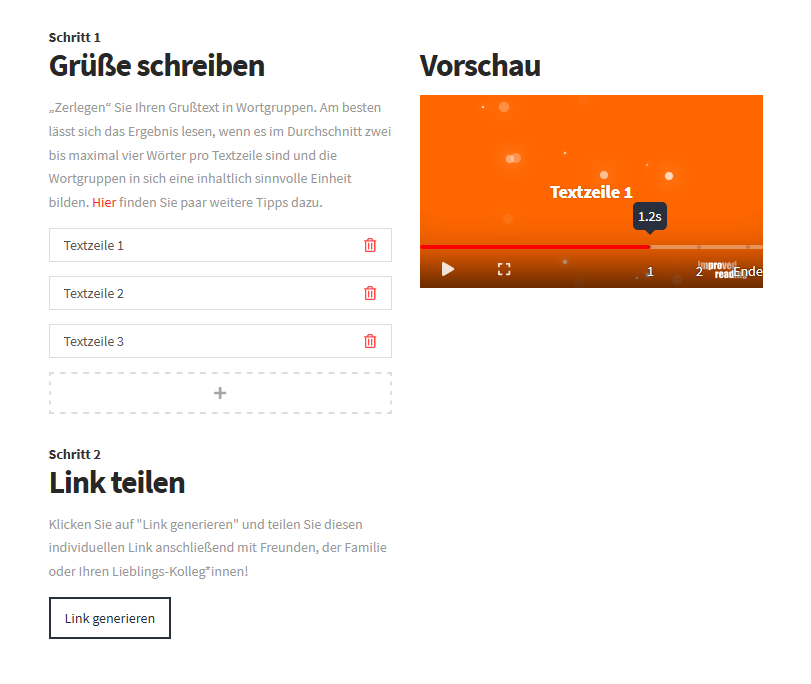 Schritt 1
Grüße schreiben
„Zerlegen“ Sie Ihren Grußtext in Wortgruppen. Am besten
lässt sich das Ergebnis lesen, wenn es im Durchschnitt zwei
bis maximal vier Wörter pro Textzeile sind und die
Wortgruppen in sich eine inhaltlich sinnvolle Einheit
bilden. Hier finden Sie paar weitere Tipps dazu.
Textzeile 1
Textzeile 2
Textzeile 3
+
Schritt 2
Link teilen
Klicken Sie auf "Link generieren" und teilen Sie diesen
individuellen Link anschließend mit Freunden, der Familie
oder Ihren Lieblings-Kolleg*innen!
Link generieren
Vorschau
Textzeile 1
1.2s
1 2 Ende
improved
reading